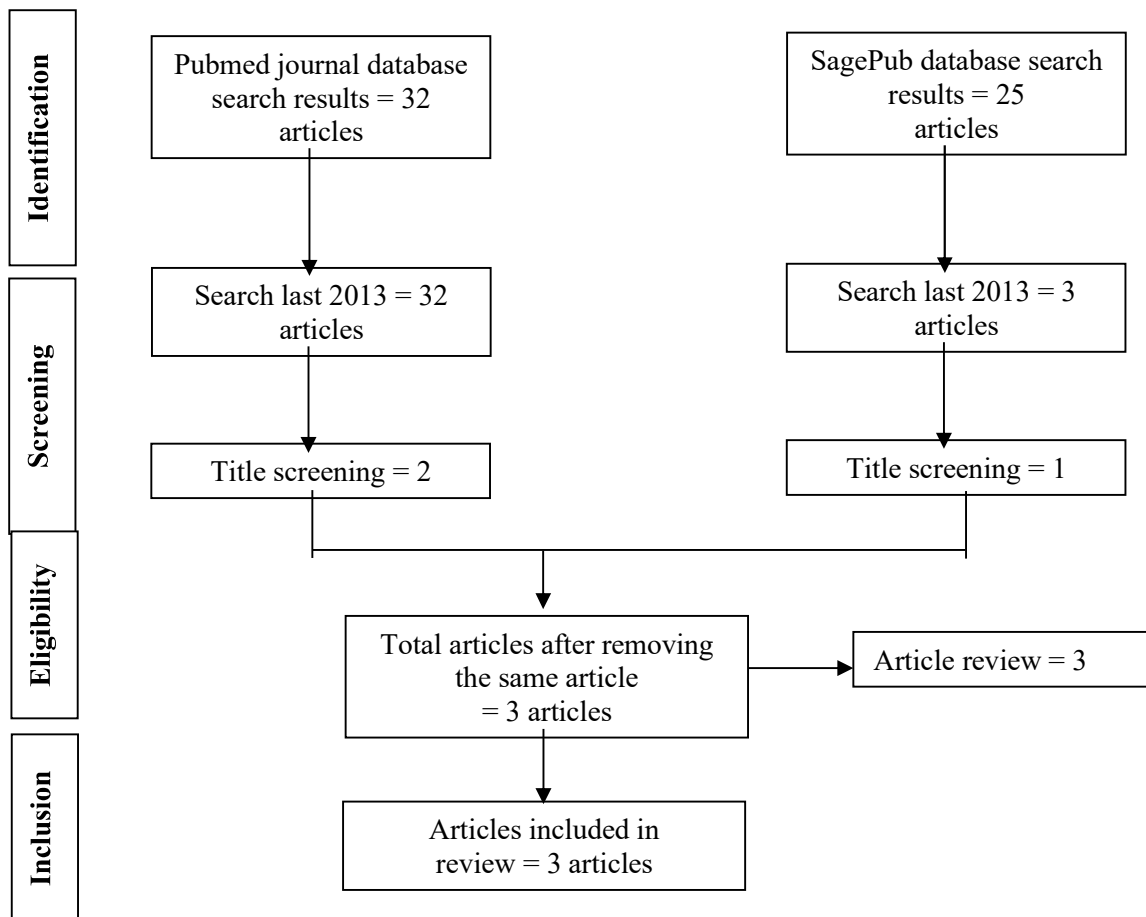 Identification
Pubmed journal database
search results = 32
articles
SagePub database search
results = 25
articles
Screening
Search last 2013 = 32
articles
Search last 2013 = 3
articles
Title screening = 2
Title screening = 1
Eligibility
Total articles after removing
the same article
= 3 articles
Article review = 3
Inclusion
Articles included in
review = 3 articles